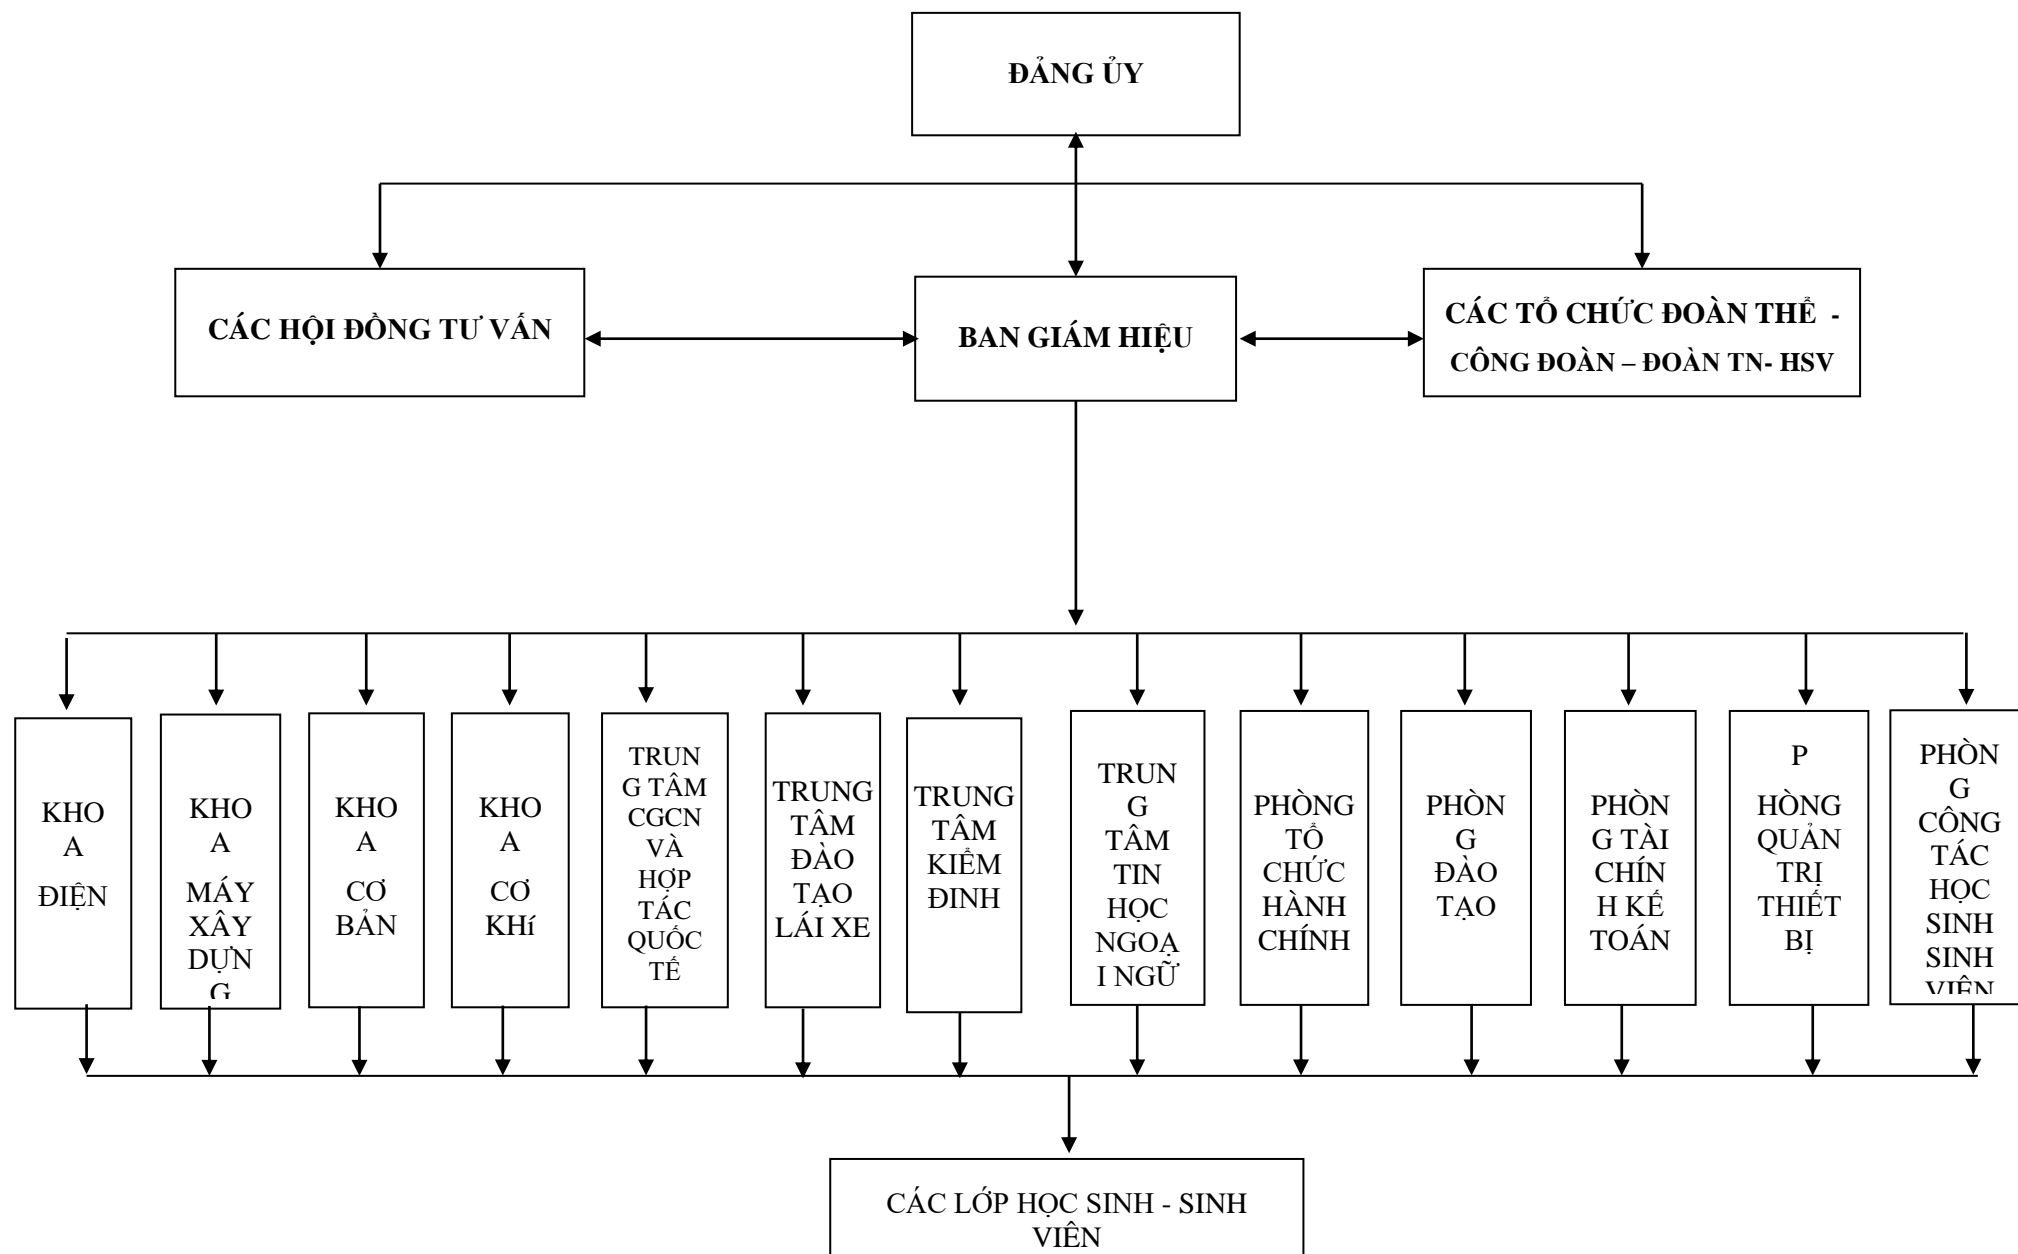 ĐẢNG ỦY
CÁC HỘI ĐỒNG TƯ VẤN
BAN GIÁM HIỆU
CÁC TỔ CHỨC ĐOÀN THỂ -
CÔNG ĐOÀN – ĐOÀN TN- HSV
KHO
A
ĐIỆN
KHO
A
MÁY
XÂY
DỰN
G
KHO
A
CƠ
BẢN
KHO
A
CƠ
KHí
TRUN
G TÂM
CGCN
VÀ
HỢP
TÁC
QUỐC
TẾ
TRUNG
TÂM
ĐÀO
TẠO
LÁI XE
TRUNG
TÂM
KIỂM
ĐINH
TRUN
G
TÂM
TIN
HỌC
NGOẠ
I NGỮ
PHÒNG
TỔ
CHỨC
HÀNH
CHÍNH
PHÒN
G
ĐÀO
TẠO
PHÒN
G TÀI
CHÍN
H KẾ
TOÁN
P
HÒNG
QUẢN
TRỊ
THIẾT
BỊ
PHÒN
G
CÔNG
TÁC
HỌC
SINH
SINH
VIÊN
CÁC LỚP HỌC SINH - SINH
VIÊN